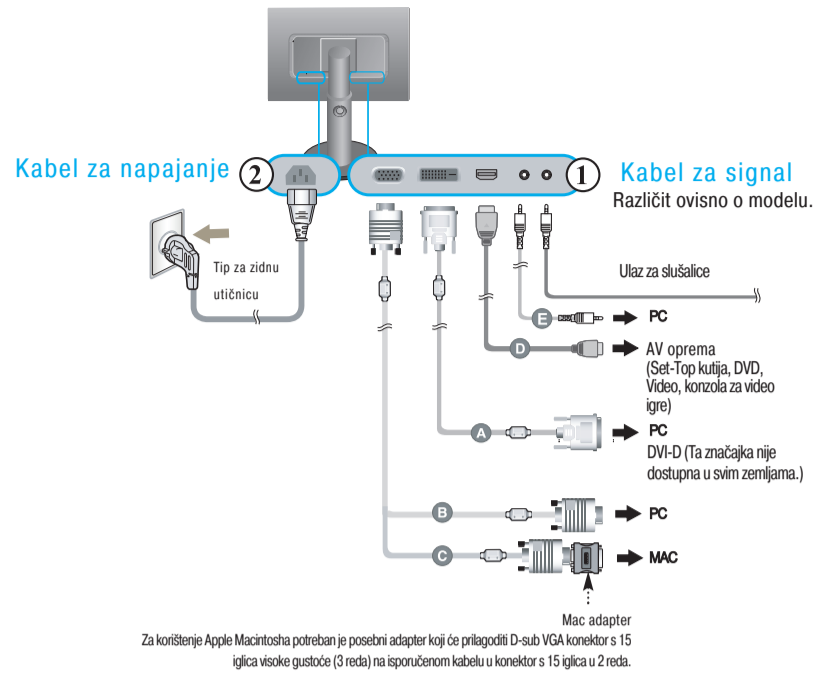 Kabel za napajanje
2
1
Kabel za signal
Različit ovisno o modelu.
Tip za zidnu
utičnicu
Ulaz za slušalice
E
PC
D
AV oprema
(Set-Top kutija, DVD,
Video, konzola za video
igre)
A
PC
DVI-D (Ta značajka nije
dostupna u svim zemljama.)
B
PC
C
MAC
Mac adapter
Za korištenje Apple Macintosha potreban je posebni adapter koji će prilagoditi D-sub VGA konektor s 15
iglica visoke gustoće (3 reda) na isporučenom kabelu u konektor s 15 iglica u 2 reda.